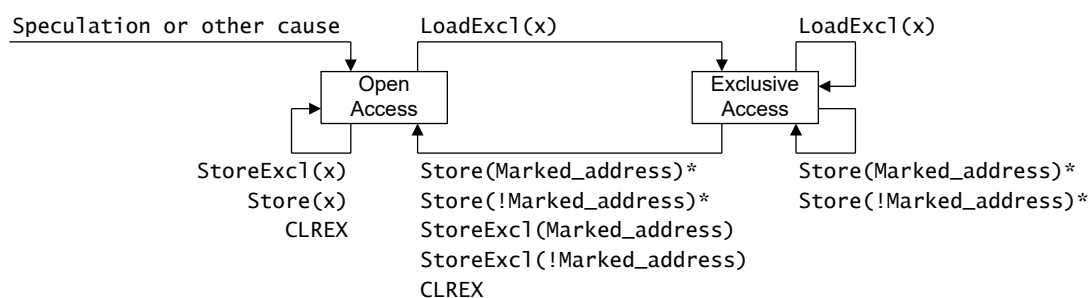 Speculation or other cause
LoadExcl(x)
LoadExcl(x)
Open
Access
Exclusive
Access
StoreExcl(x)
Store(x)
CLREX
Store(Marked_address)*
Store(!Marked_address)*
StoreExcl(Marked_address)
StoreExcl(!Marked_address)
CLREX
Store(Marked_address)*
Store(!Marked_address)*